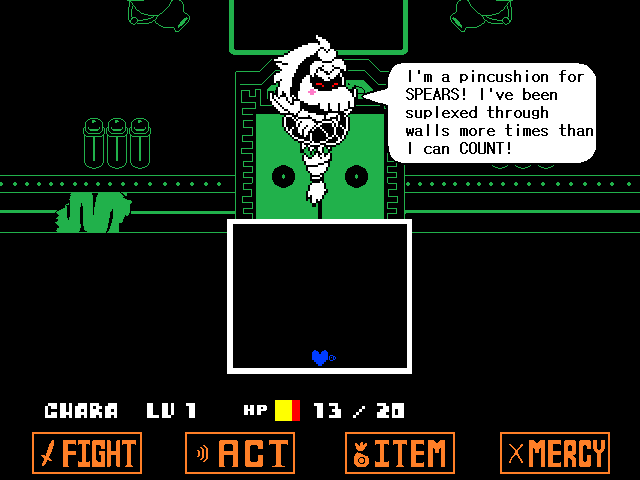 I'm a pincushion for
SPEARS! I've been
suplexed through
walls more times than
I can COUNT!
CHARA LV 1 HP 13 / 20
FIGHT ACT ITEM MERCY